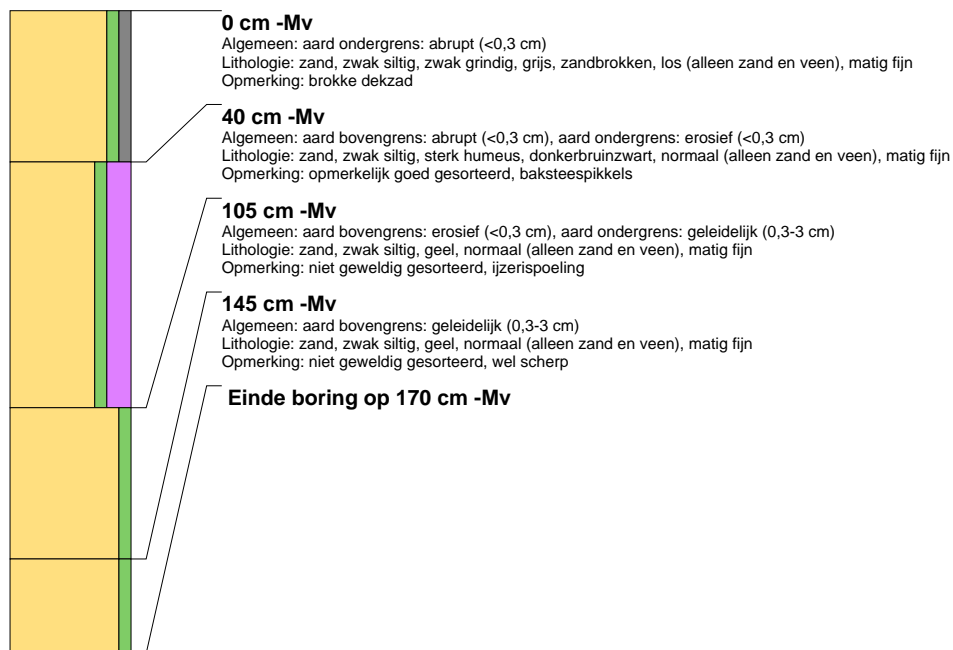 0 cm -Mv
Algemeen: aard ondergrens: abrupt (<0,3 cm)
Lithologie: zand, zwak siltig, zwak grindig, grijs, zandbrokken, los (alleen zand en veen), matig fijn
Opmerking: brokke dekzad
40 cm -Mv
Algemeen: aard bovengrens: abrupt (<0,3 cm), aard ondergrens: erosief (<0,3 cm)
Lithologie: zand, zwak siltig, sterk humeus, donkerbruinzwart, normaal (alleen zand en veen), matig fijn
Opmerking: opmerkelijk goed gesorteerd, baksteespikkels
105 cm -Mv
Algemeen: aard bovengrens: erosief (<0,3 cm), aard ondergrens: geleidelijk (0,3-3 cm)
Lithologie: zand, zwak siltig, geel, normaal (alleen zand en veen), matig fijn
Opmerking: niet geweldig gesorteerd, ijzerispoeling
145 cm -Mv
Algemeen: aard bovengrens: geleidelijk (0,3-3 cm)
Lithologie: zand, zwak siltig, geel, normaal (alleen zand en veen), matig fijn
Opmerking: niet geweldig gesorteerd, wel scherp
Einde boring op 170 cm -Mv